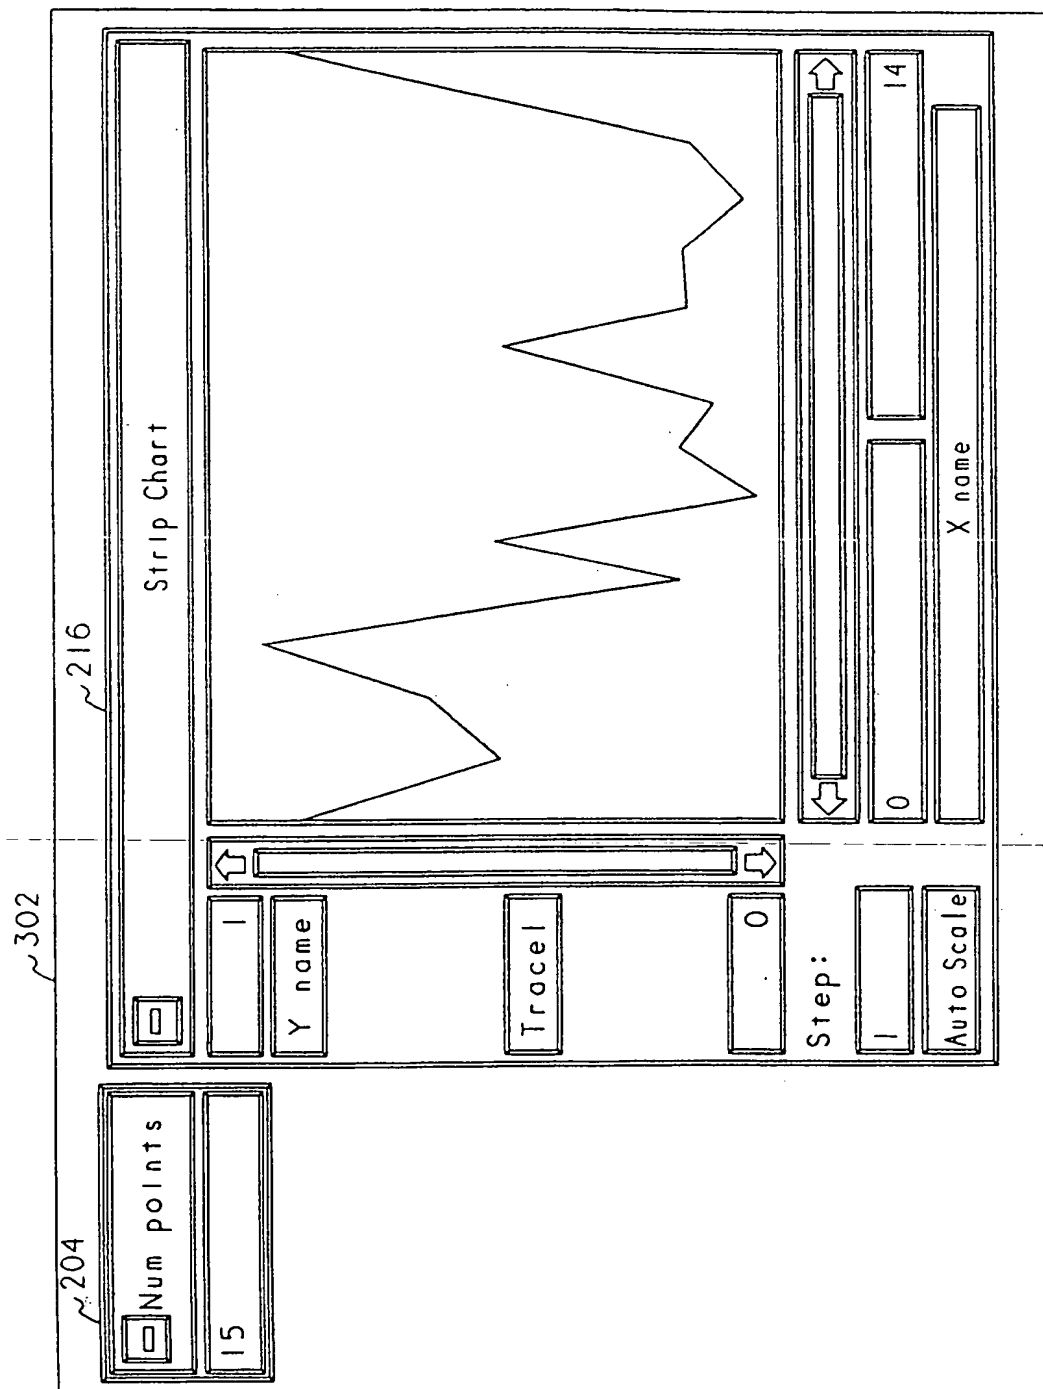 302
204
216
Num points
15
Strip Chart
1
Y name
Trace1
0
Step:
1
Auto Scale
0
14
X name